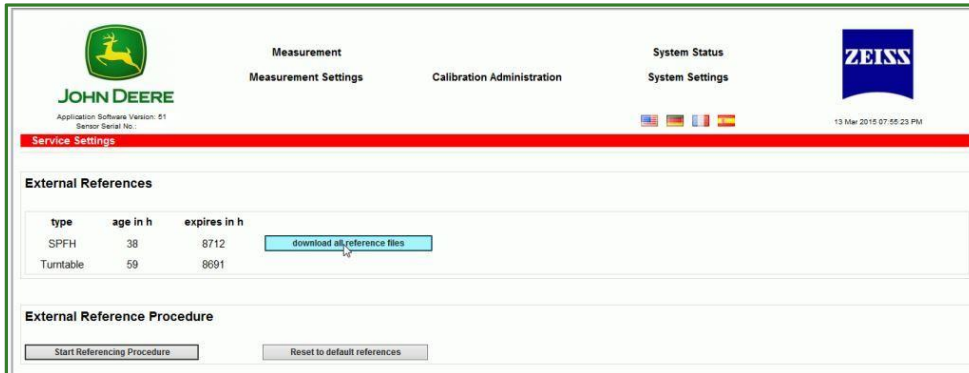 Measurement
System Status
ZEISS
Measurement Settings
Calibration Administration
System Settings
JOHN DEERE
Application Software Version: 51
Sensor Serial No.:
13 Mar 2015 07:55:23 PM
Service Settings
External References
type age in h expires in h
SPFH 38 8712 download all reference files
Turntable 59 8691
External Reference Procedure
Start Referencing Procedure Reset to default references